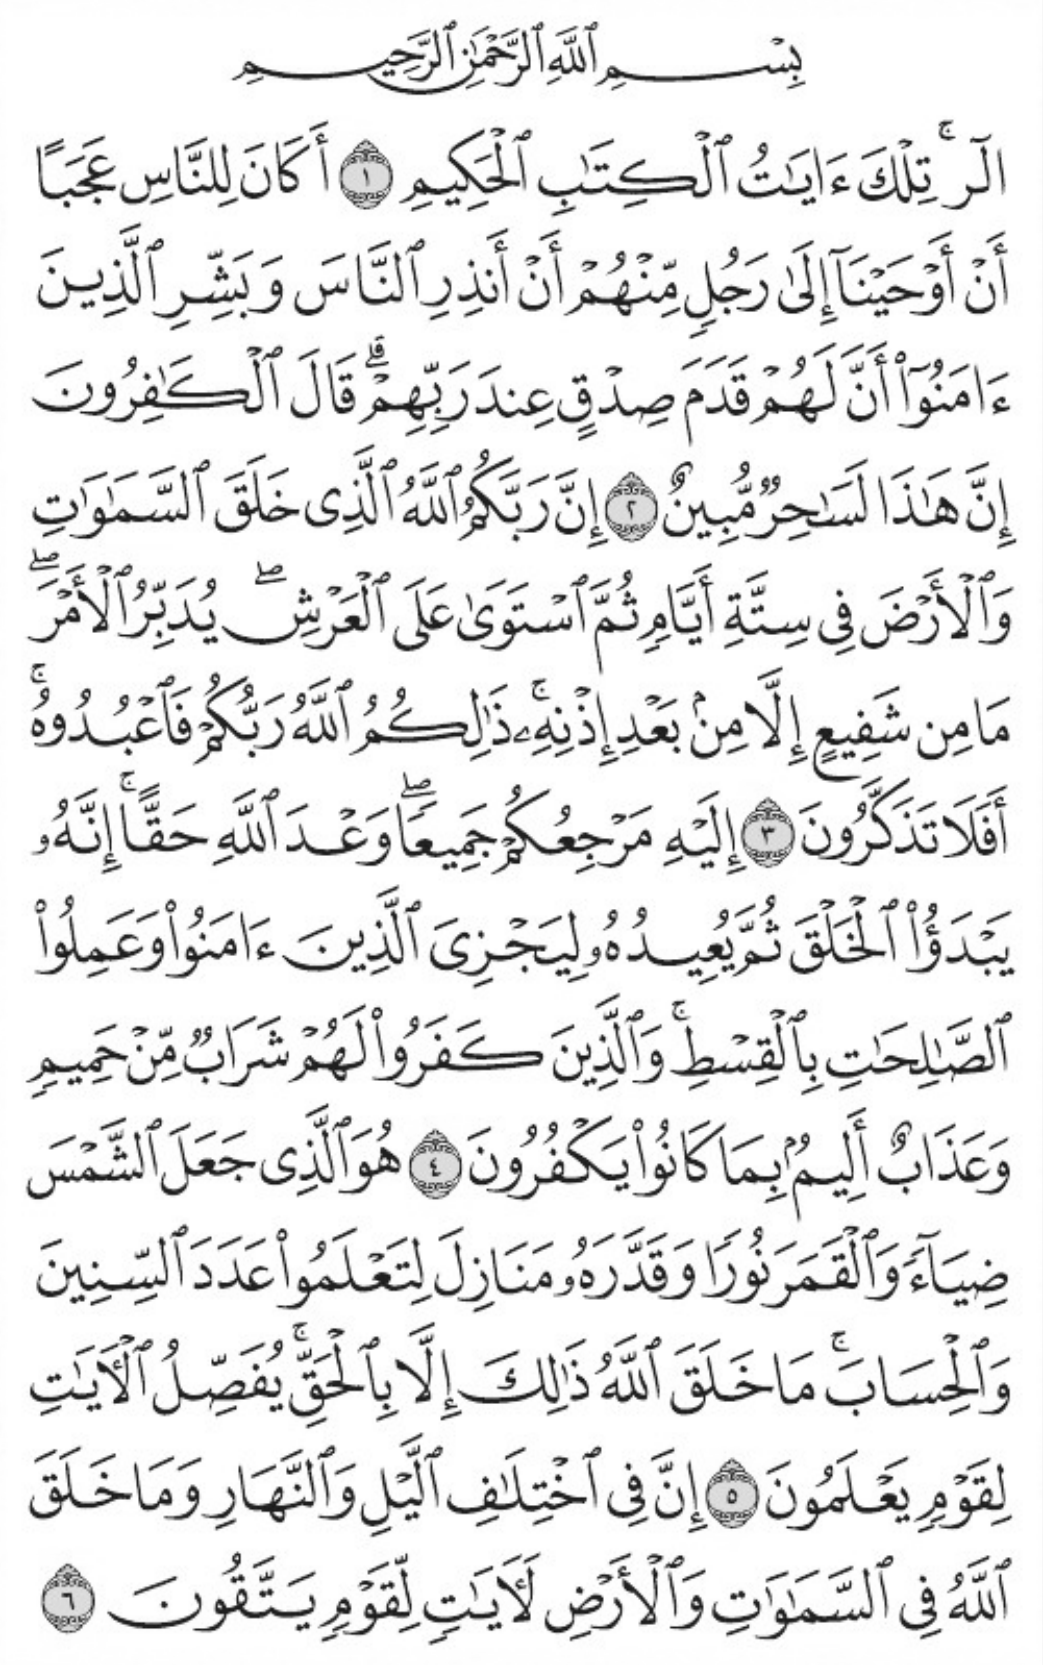 بِسْمِ ٱللَّهِ ٱلرَّحْمَٰنِ ٱلرَّحِيمِ
الٓر ۚ تِلْكَ ءَايَٰتُ ٱلْكِتَٰبِ ٱلْحَكِيمِ ١ أَكَانَ لِلنَّاسِ عَجَبًا
أَنْ أَوْحَيْنَآ إِلَىٰ رَجُلٍ مِّنْهُمْ أَنْ أَنذِرِ ٱلنَّاسَ وَبَشِّرِ ٱلَّذِينَ
ءَامَنُوٓا۟ أَنَّ لَهُمْ قَدَمَ صِدْقٍ عِندَ رَبِّهِمْ ۗ قَالَ ٱلْكَٰفِرُونَ
إِنَّ هَٰذَا لَسَٰحِرٌ مُّبِينٌ ٢ إِنَّ رَبَّكُمُ ٱللَّهُ ٱلَّذِى خَلَقَ ٱلسَّمَٰوَٰتِ
وَٱلْأَرْضَ فِى سِتَّةِ أَيَّامٍ ثُمَّ ٱسْتَوَىٰ عَلَى ٱلْعَرْشِ ۖ يُدَبِّرُ ٱلْأَمْرَ ۖ
مَا مِن شَفِيعٍ إِلَّا مِنۢ بَعْدِ إِذْنِهِۦ ۚ ذَٰلِكُمُ ٱللَّهُ رَبُّكُمْ فَٱعْبُدُوهُ ۚ
أَفَلَا تَذَكَّرُونَ ٣ إِلَيْهِ مَرْجِعُكُمْ جَمِيعًا ۖ وَعْدَ ٱللَّهِ حَقًّا ۚ إِنَّهُۥ
يَبْدَؤُا۟ ٱلْخَلْقَ ثُمَّ يُعِيدُهُۥ لِيَجْزِىَ ٱلَّذِينَ ءَامَنُوا۟ وَعَمِلُوا۟
ٱلصَّٰلِحَٰتِ بِٱلْقِسْطِ ۚ وَٱلَّذِينَ كَفَرُوا۟ لَهُمْ شَرَابٌ مِّنْ حَمِيمٍ
وَعَذَابٌ أَلِيمٌۢ بِمَا كَانُوا۟ يَكْفُرُونَ ٤ هُوَ ٱلَّذِى جَعَلَ ٱلشَّمْسَ
ضِيَآءً وَٱلْقَمَرَ نُورًا وَقَدَّرَهُۥ مَنَازِلَ لِتَعْلَمُوا۟ عَدَدَ ٱلسِّنِينَ
وَٱلْحِسَابَ ۚ مَا خَلَقَ ٱللَّهُ ذَٰلِكَ إِلَّا بِٱلْحَقِّ ۚ يُفَصِّلُ ٱلْـَٔايَٰتِ
لِقَوْمٍ يَعْلَمُونَ ٥ إِنَّ فِى ٱخْتِلَٰفِ ٱلَّيْلِ وَٱلنَّهَارِ وَمَا خَلَقَ
ٱللَّهُ فِى ٱلسَّمَٰوَٰتِ وَٱلْأَرْضِ لَءَايَٰتٍ لِّقَوْمٍ يَتَّقُونَ ٦